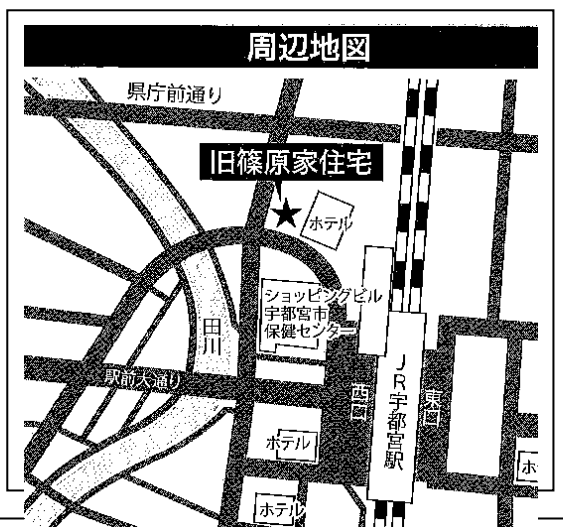 周辺地図
県庁前通り
旧篠原家住宅
ホテル
ショッピングビル
宇都宮市
保健センター
田川
駅前大通り
西口
JR宇都宮駅
東口
ホテル
ホ
ホテル